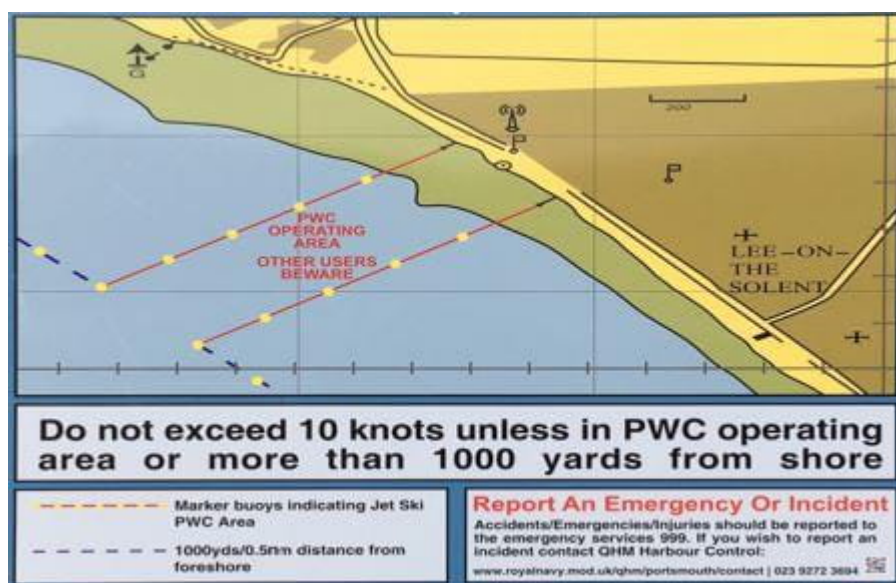 G
200
PWC
OPERATING
AREA
OTHER USERS
BEWARE
LEE-ON-
THE
SOLENT
Do not exceed 10 knots unless in PWC operating
area or more than 1000 yards from shore
Marker buoys indicating Jet Ski
PWC Area
1000yds/0.5nm distance from
foreshore
Report An Emergency Or Incident
Accidents/Emergencies/Injuries should be reported to
the emergency services 999. If you wish to report an
incident contact QHM Harbour Control:
www.royalnavy.mod.uk/qhm/portsmouth/contact | 023 9272 3694